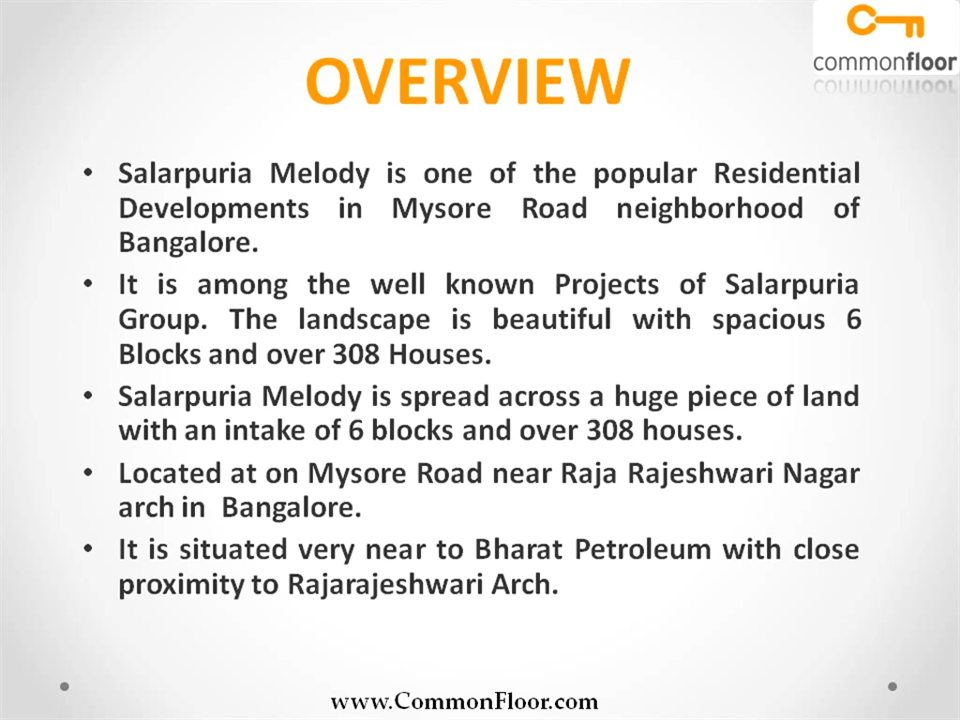 commonfloor
OVERVIEW
• Salarpuria Melody is one of the popular Residential
Developments in Mysore Road neighborhood of
Bangalore.
• It is among the well known Projects of Salarpuria
Group. The landscape is beautiful with spacious 6
Blocks and over 308 Houses.
• Salarpuria Melody is spread across a huge piece of land
with an intake of 6 blocks and over 308 houses.
• Located at on Mysore Road near Raja Rajeshwari Nagar
arch in  Bangalore.
• It is situated very near to Bharat Petroleum with close
proximity to Rajarajeshwari Arch.
www.CommonFloor.com